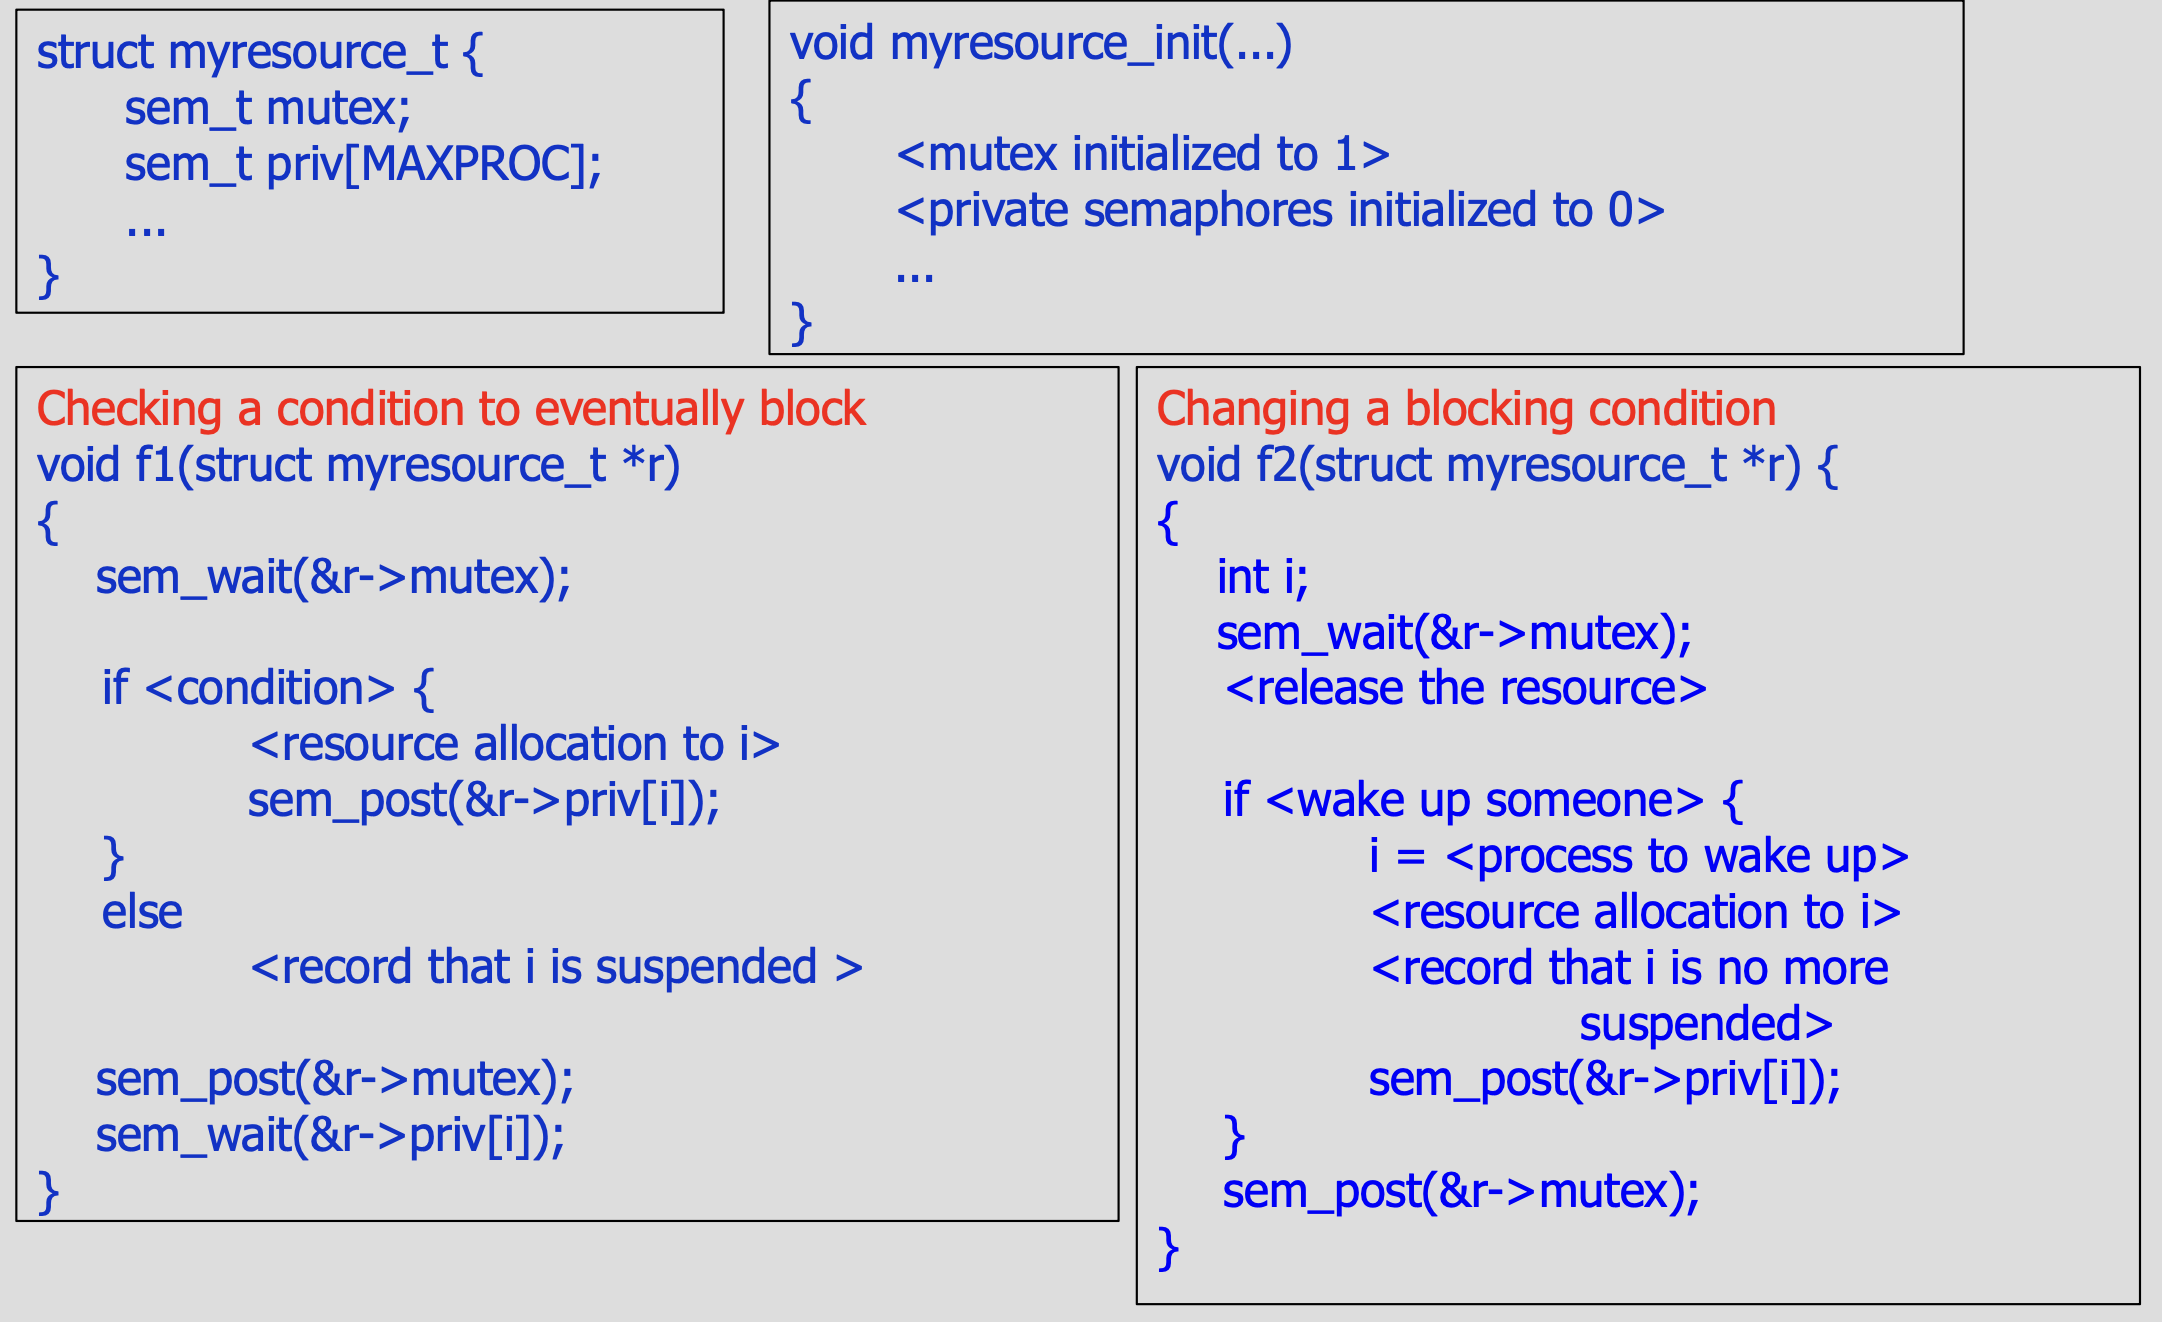 struct myresource_t {
sem_t mutex;
sem_t priv[MAXPROC];
...
}
void myresource_init(...)
{
<mutex initialized to 1>
<private semaphores initialized to 0>
...
}
Checking a condition to eventually block
void f1(struct myresource_t *r)
{
sem_wait(&r->mutex);
if <condition> {
<resource allocation to i>
sem_post(&r->priv[i]);
}
else
<record that i is suspended >
sem_post(&r->mutex);
sem_wait(&r->priv[i]);
}
Changing a blocking condition
void f2(struct myresource_t *r) {
{
int i;
sem_wait(&r->mutex);
<release the resource>
if <wake up someone> {
i = <process to wake up>
<resource allocation to i>
<record that i is no more
suspended>
sem_post(&r->priv[i]);
}
sem_post(&r->mutex);
}